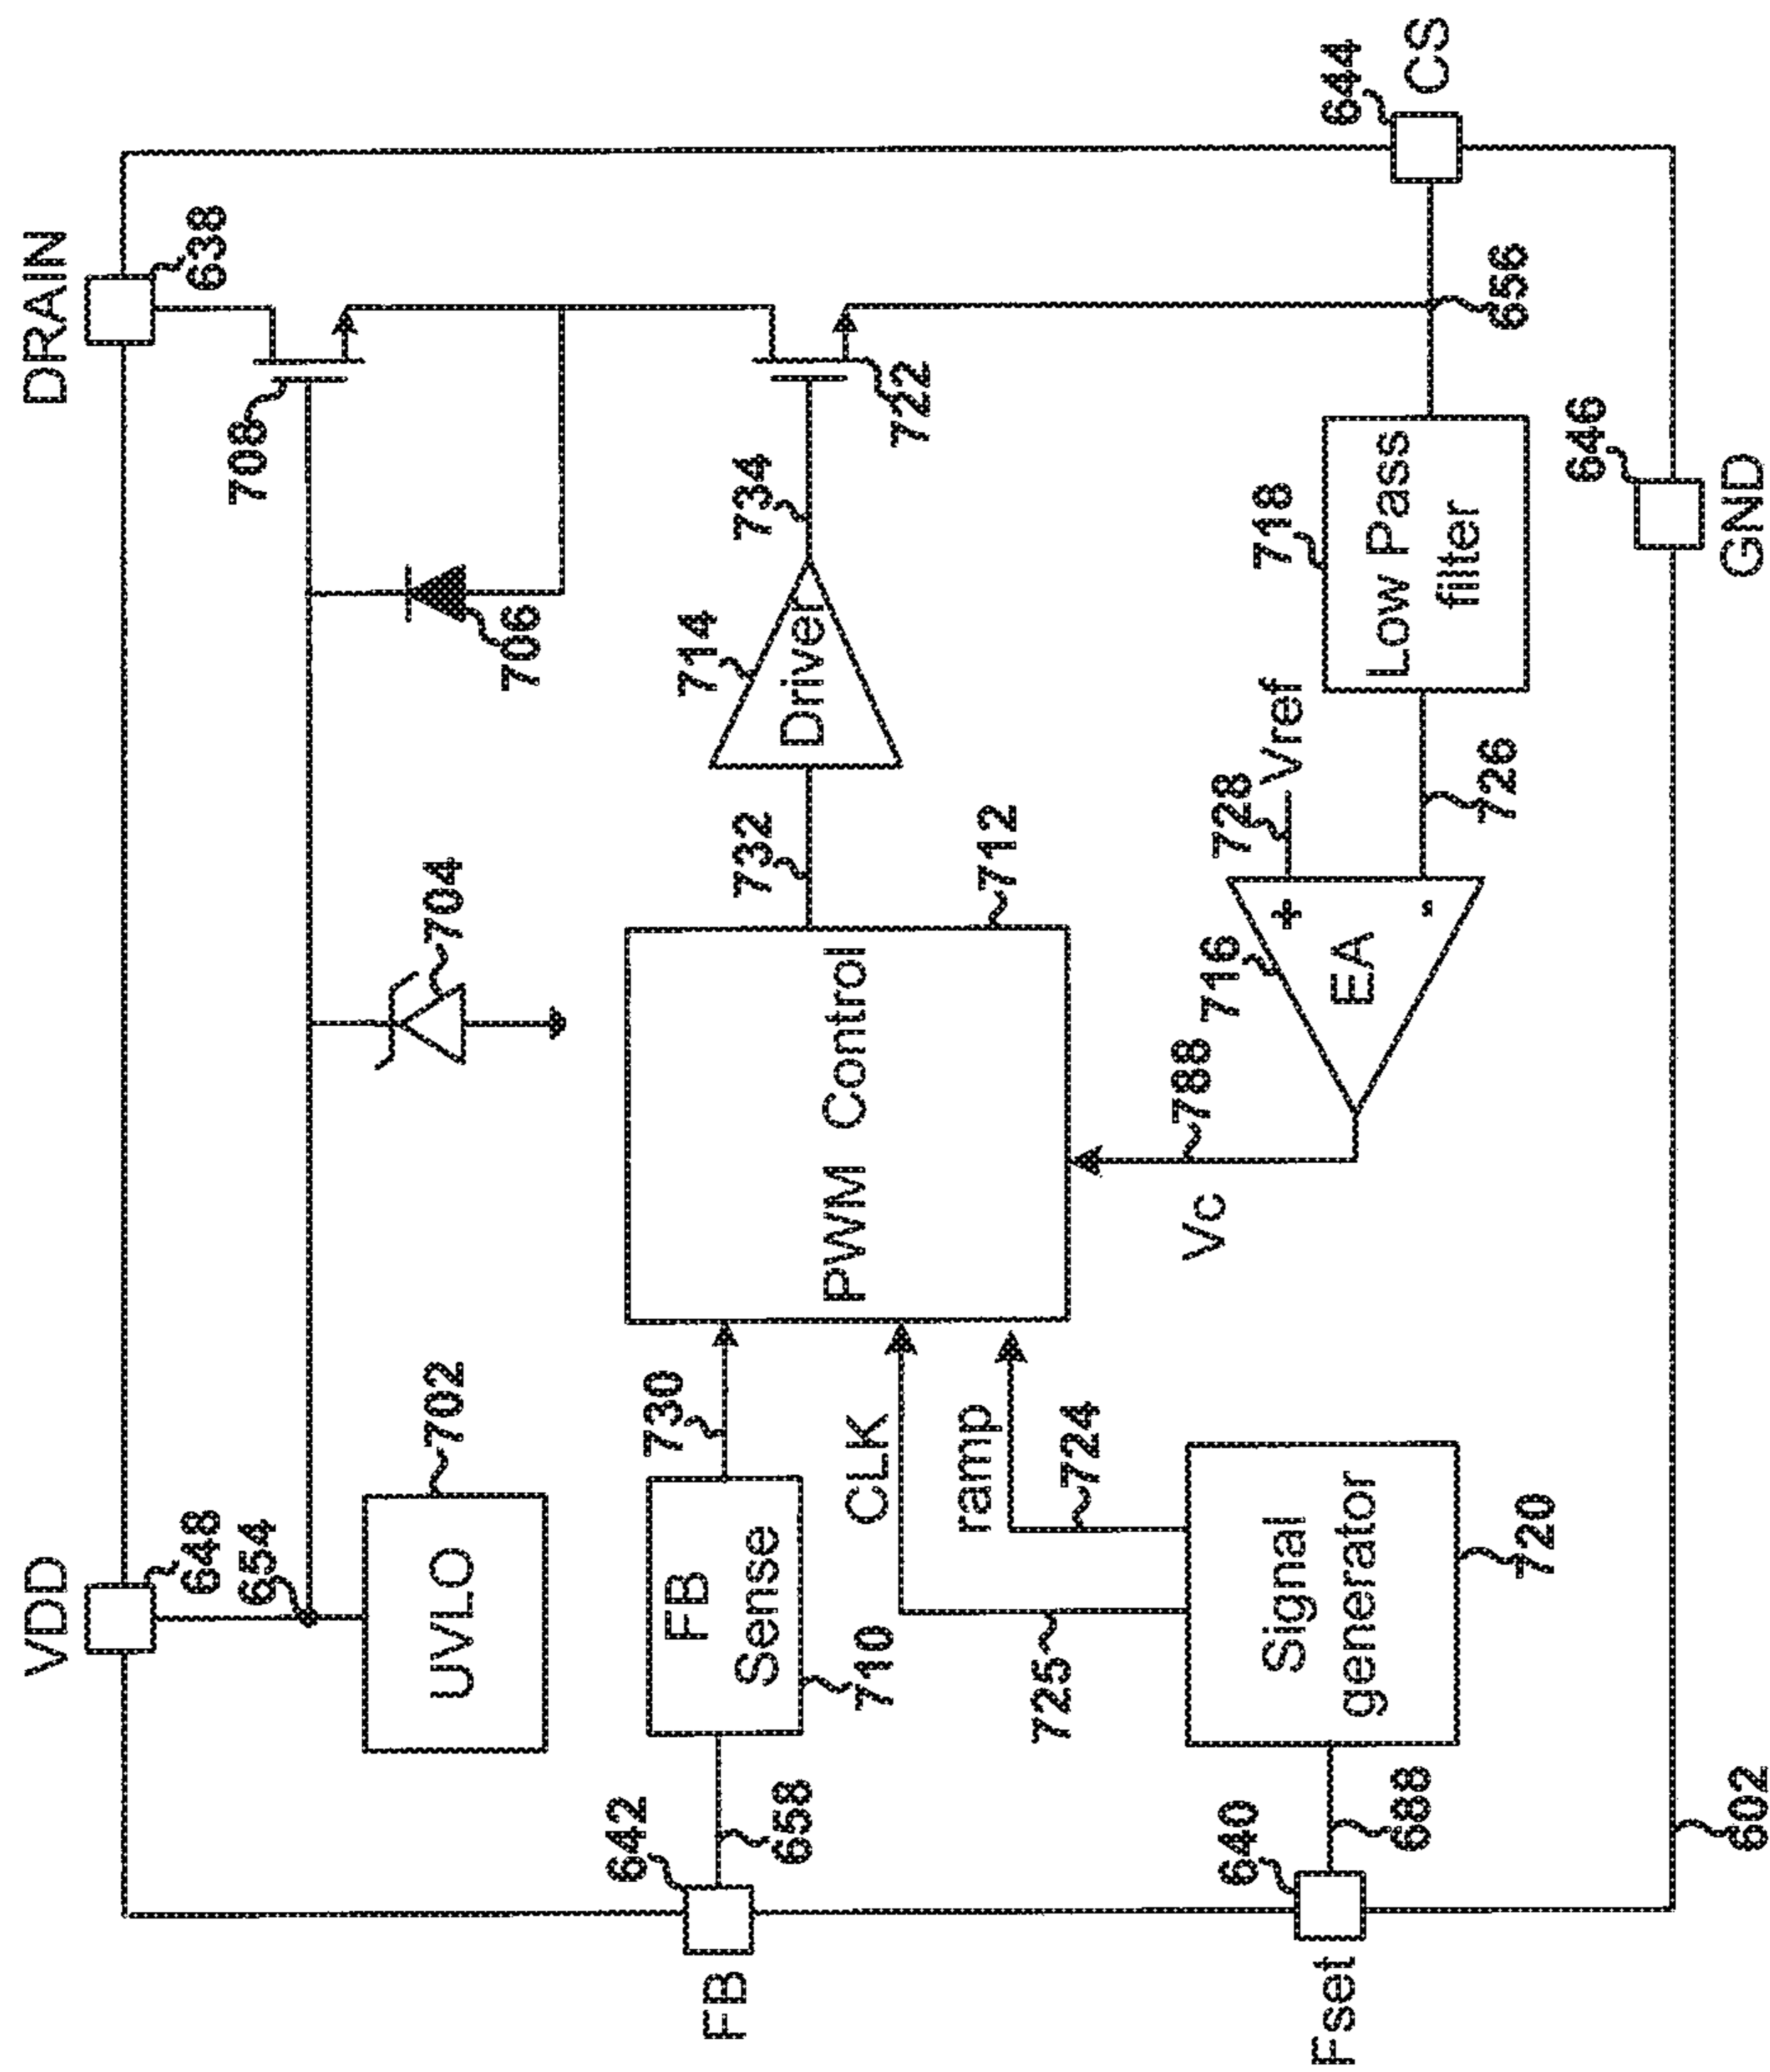 VDD
DRAIN
648
638
654
UVLO
702
704
706
708
FB
642
658
FB
Sense
710
730
PWM Control
712
732
Driver
714
734
722
CLK
ramp
724
725
Vc
788
716
EA
+
-
728
Vref
726
718
Low Pass
filter
656
644
CS
Fset
640
688
Signal
generator
720
646
GND
602